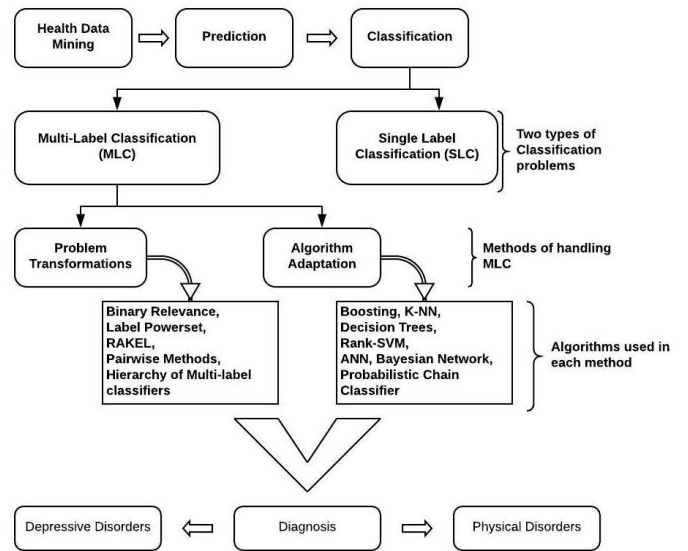 Health Data
Mining
Prediction
Classification
Multi-Label Classification
(MLC)
Single Label
Classification (SLC)
Two types of
Classification
problems
Problem
Transformations
Algorithm
Adaptation
Methods of handling
MLC
Binary Relevance,
Label Powerset,
RAKEL,
Pairwise Methods,
Hierarchy of Multi-label
classifiers
Boosting, K-NN,
Decision Trees,
Rank-SVM,
ANN, Bayesian Network,
Probabilistic Chain
Classifier
Algorithms used in
each method
Depressive Disorders
Diagnosis
Physical Disorders